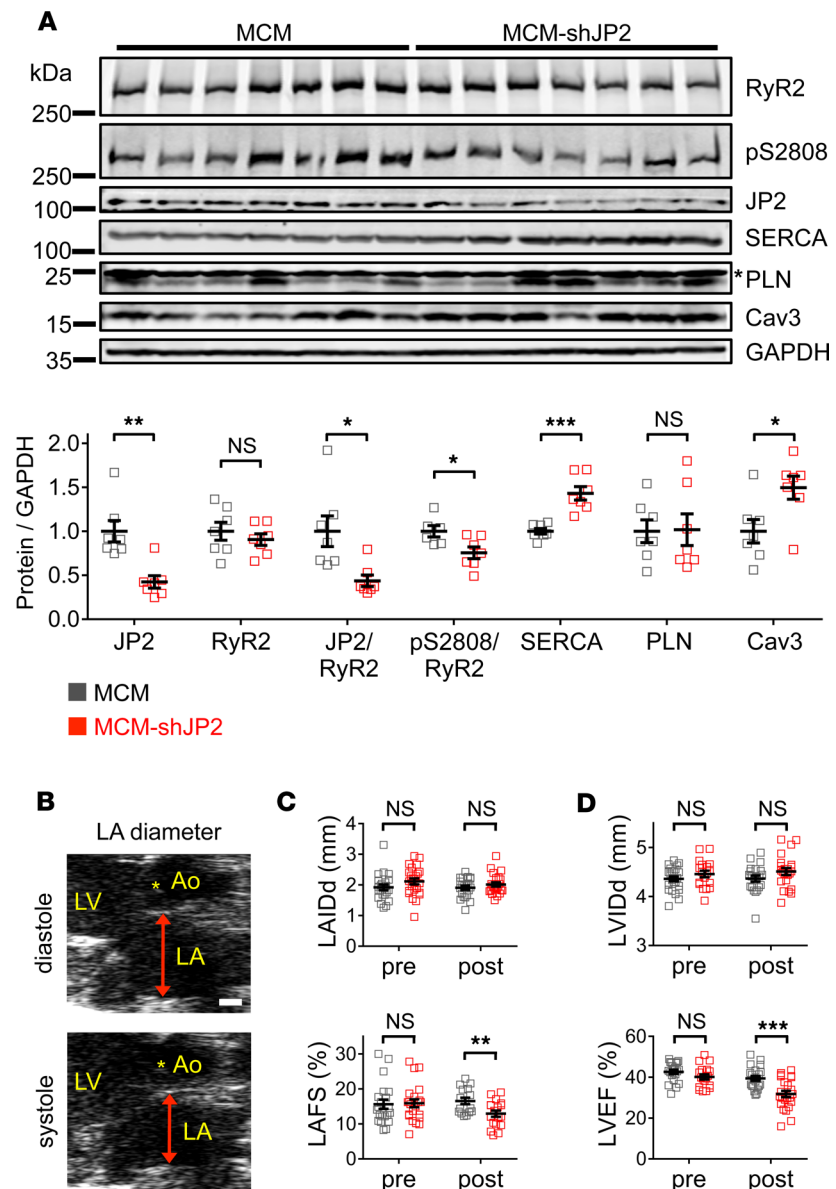 A
MCM MCM-shJP2
kDa
250 RyR2
250 pS2808
100 JP2
100 SERCA
25 *PLN
15 Cav3
35 GAPDH
Protein / GAPDH
2.0
1.5
1.0
0.5
0.0
** NS * * *** NS *
JP2 RyR2 JP2/RyR2 pS2808/RyR2 SERCA PLN Cav3
MCM
MCM-shJP2
B
LA diameter
diastole
LV * Ao
LA
systole
LV * Ao
LA
C
LAIDd (mm)
NS NS
4
3
2
1
0
pre post
LAFS (%)
NS **
30
20
10
0
pre post
D
LVIDd (mm)
NS NS
5
4
3
pre post
LVEF (%)
NS ***
60
40
20
0
pre post